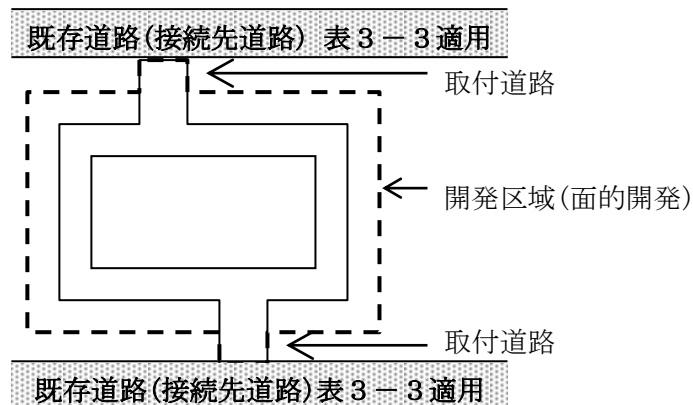 既存道路(接続先道路) 表３－３適用
取付道路
開発区域(面的開発)
取付道路
既存道路(接続先道路)表３－３適用